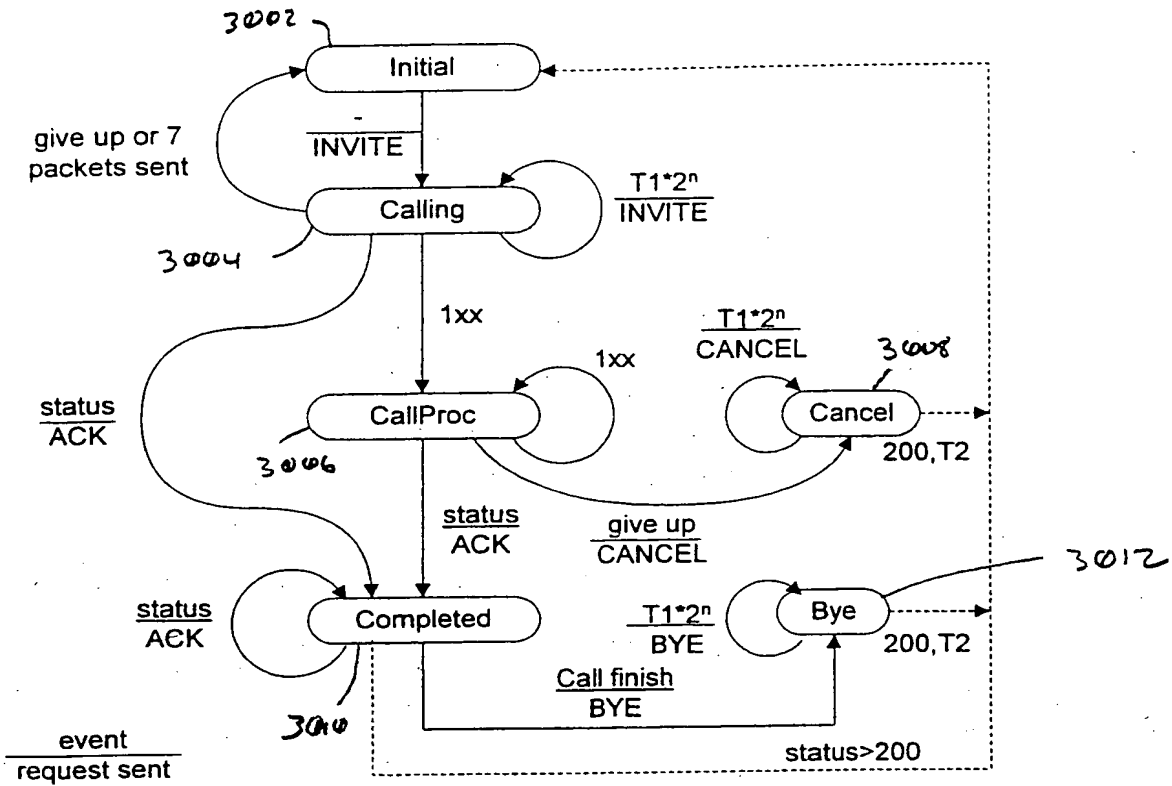 3002
Initial
give up or 7
packets sent
-
INVITE
Calling
T1*2ⁿ
INVITE
3004
1xx
T1*2ⁿ
CANCEL
3008
1xx
status
ACK
CallProc
Cancel
200,T2
3006
status
ACK
give up
CANCEL
3012
status
ACK
Completed
T1*2ⁿ
BYE
Bye
200,T2
Call finish
BYE
3010
event
request sent
status>200